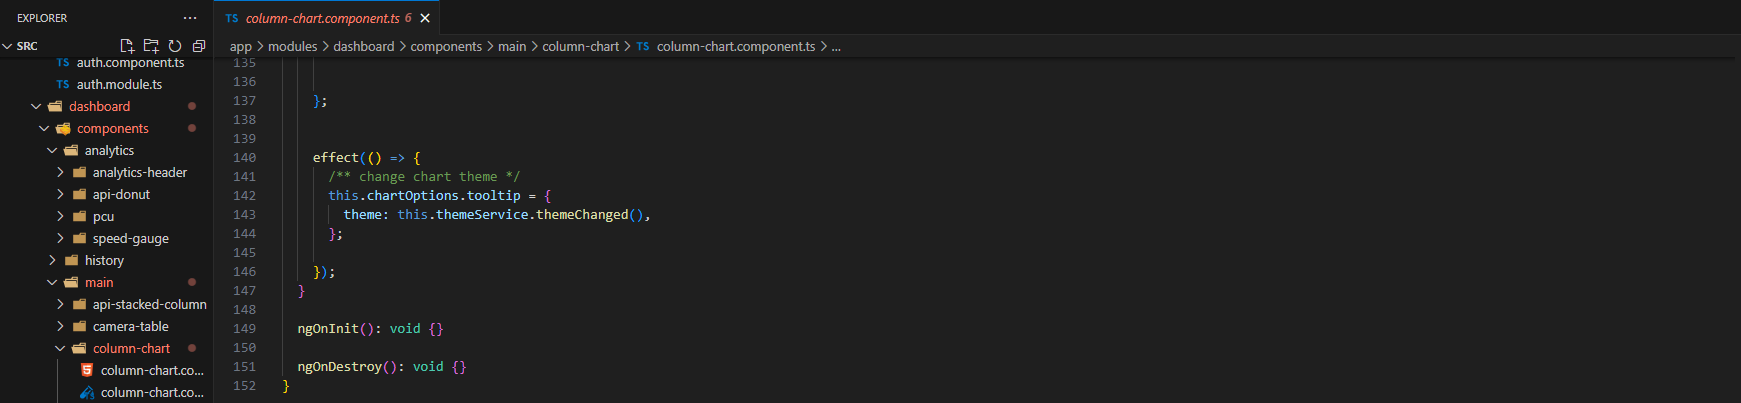 EXPLORER
SRC
TS auth.component.ts
TS auth.module.ts
dashboard
components
analytics
analytics-header
api-donut
pcu
speed-gauge
history
main
api-stacked-column
camera-table
column-chart
column-chart.co...
column-chart.co...
TS column-chart.component.ts 6
app > modules > dashboard > components > main > column-chart > TS column-chart.component.ts > ...
135
136
137 };
138
139
140 effect(() => {
141 /** change chart theme */
142 this.chartOptions.tooltip = {
143 theme: this.themeService.themeChanged(),
144 };
145
146 });
147 }
148
149 ngOnInit(): void {}
150
151 ngOnDestroy(): void {}
152 }